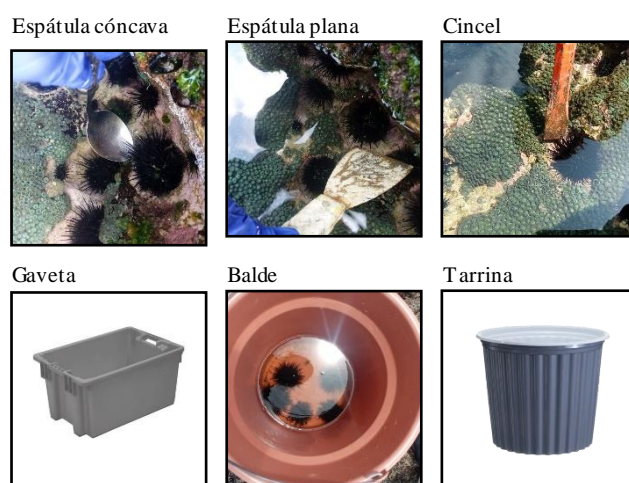 Espátula cóncava
Espátula plana
Cincel
Gaveta
Balde
Tarrina